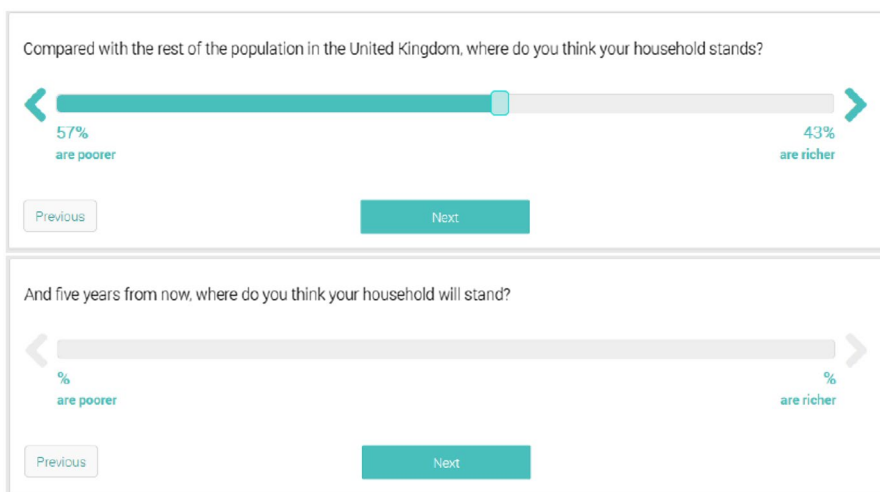 Compared with the rest of the population in the United Kingdom, where do you think your household stands?
57% 43%
are poorer are richer
Previous Next
And five years from now, where do you think your household will stand?
% %
are poorer are richer
Previous Next